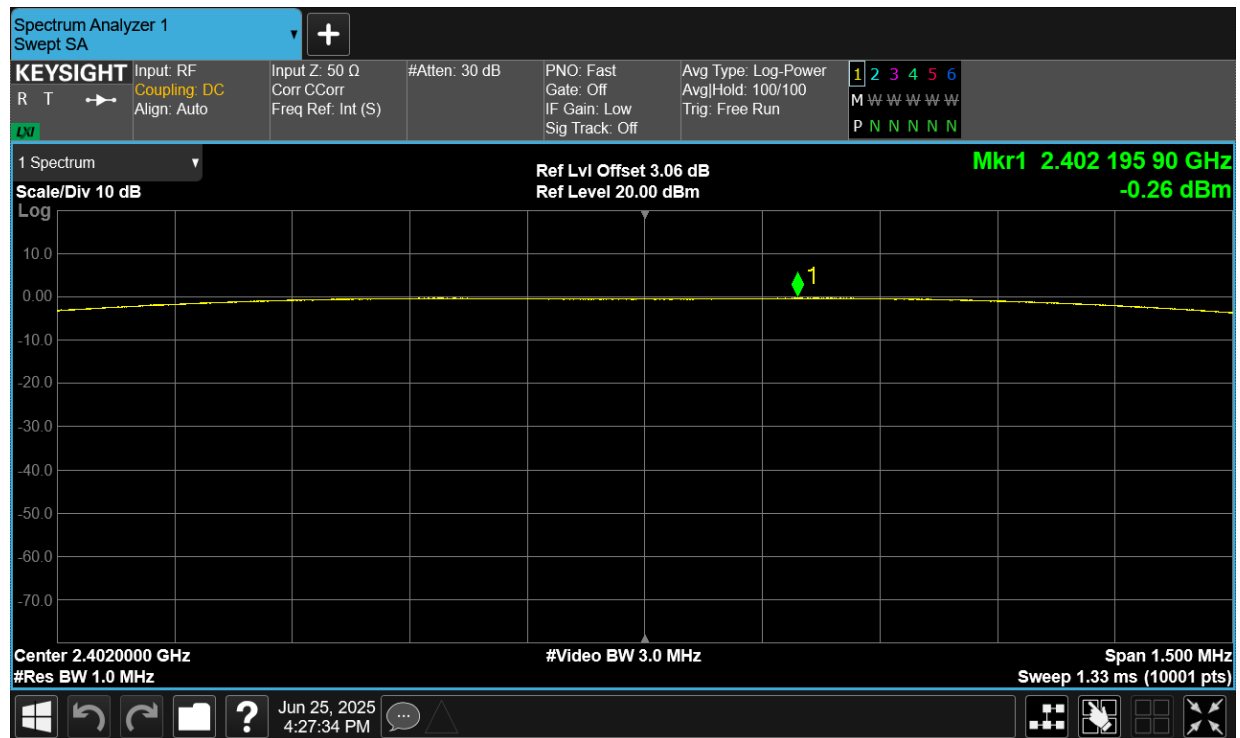 Spectrum Analyzer 1
Swept SA
KEYSIGHT
R T
LXI
Input: RF
Coupling: DC
Align: Auto
Input Z: 50 Ω
Corr CCorr
Freq Ref: Int (S)
#Atten: 30 dB
PNO: Fast
Gate: Off
IF Gain: Low
Sig Track: Off
Avg Type: Log-Power
Avg|Hold: 100/100
Trig: Free Run
1 2 3 4 5 6
M W W W W W W
P N N N N N N
1 Spectrum
Scale/Div 10 dB
Log
Ref Lvl Offset 3.06 dB
Ref Level 20.00 dBm
Mkr1 2.402 195 90 GHz
-0.26 dBm
10.0
0.00
-10.0
-20.0
-30.0
-40.0
-50.0
-60.0
-70.0
1
Center 2.4020000 GHz
#Res BW 1.0 MHz
#Video BW 3.0 MHz
Span 1.500 MHz
Sweep 1.33 ms (10001 pts)
?
Jun 25, 2025
4:27:34 PM